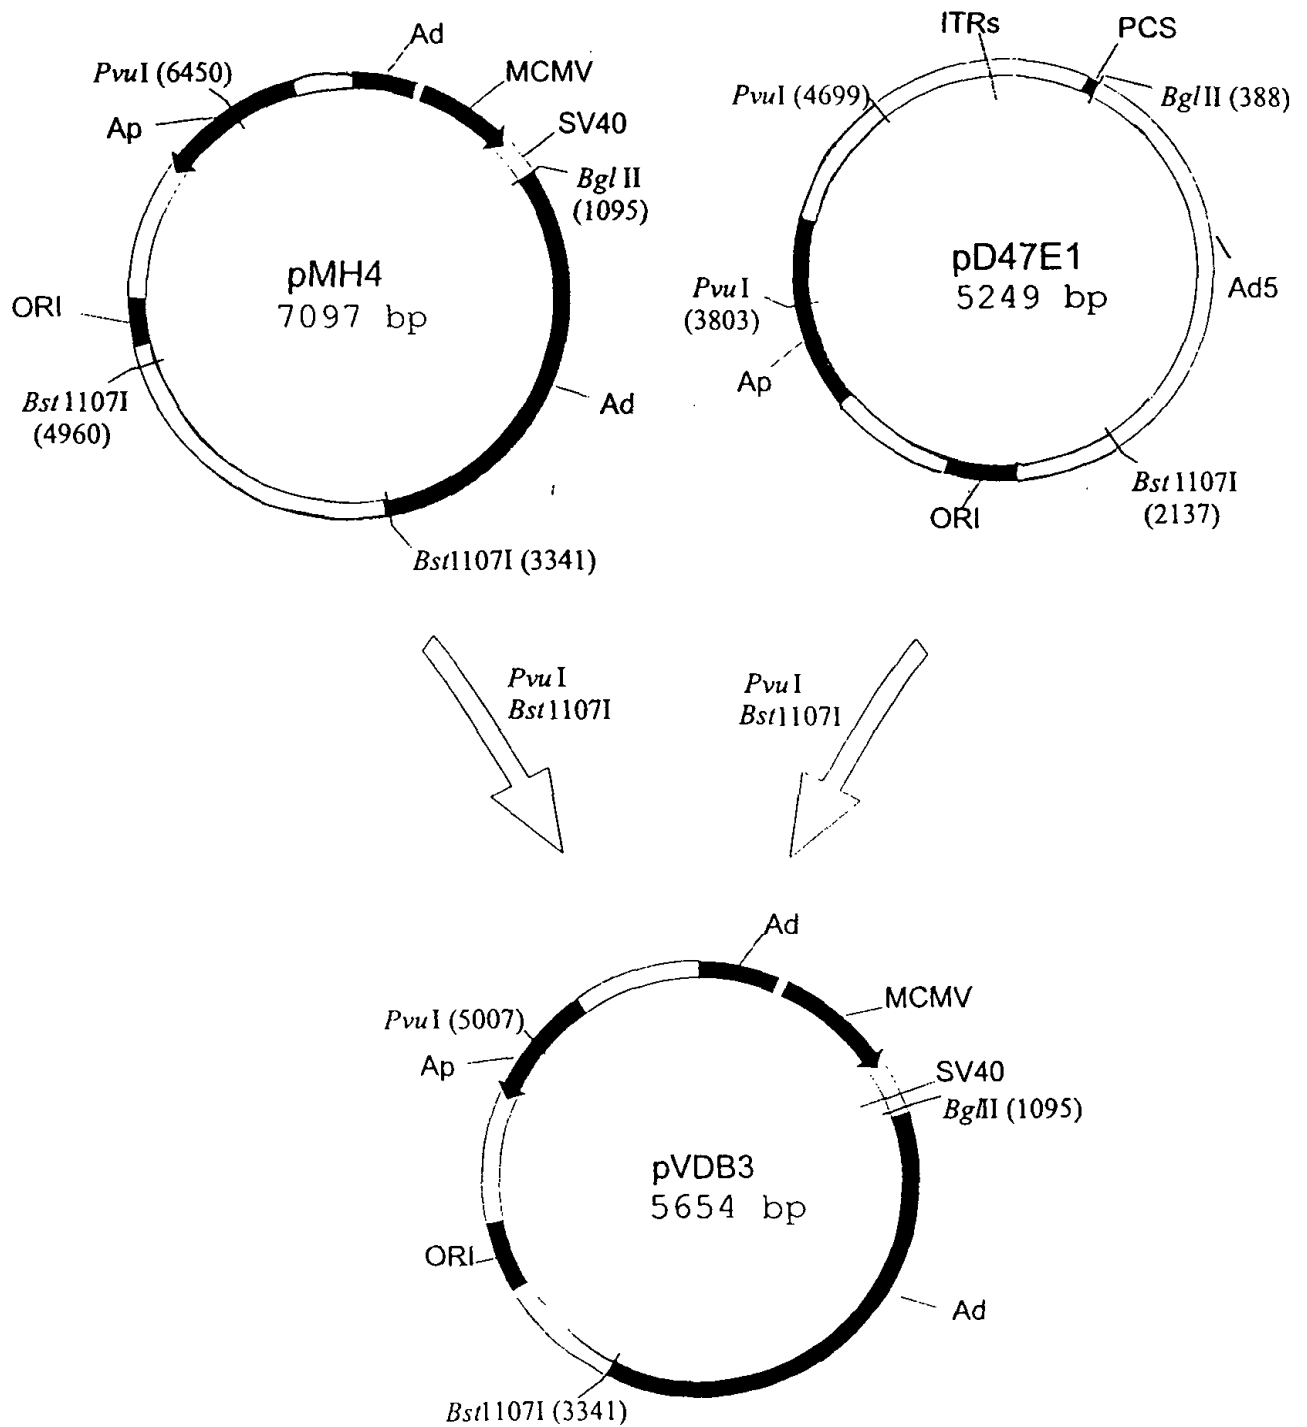 Ad
MCMV
SV40
Bgl II
(1095)
PvuI (6450)
Ap
pMH4
7097 bp
ORI
Bst1107I
(4960)
Ad
Bst1107I (3341)
ITRs
PCS
BglII (388)
PvuI (4699)
pD47E1
5249 bp
Ad5
PvuI
(3803)
Ap
ORI
Bst1107I
(2137)
PvuI
Bst1107I
PvuI
Bst1107I
Ad
MCMV
PvuI (5007)
Ap
SV40
BglII (1095)
pVDB3
5654 bp
ORI
Ad
Bst1107I (3341)